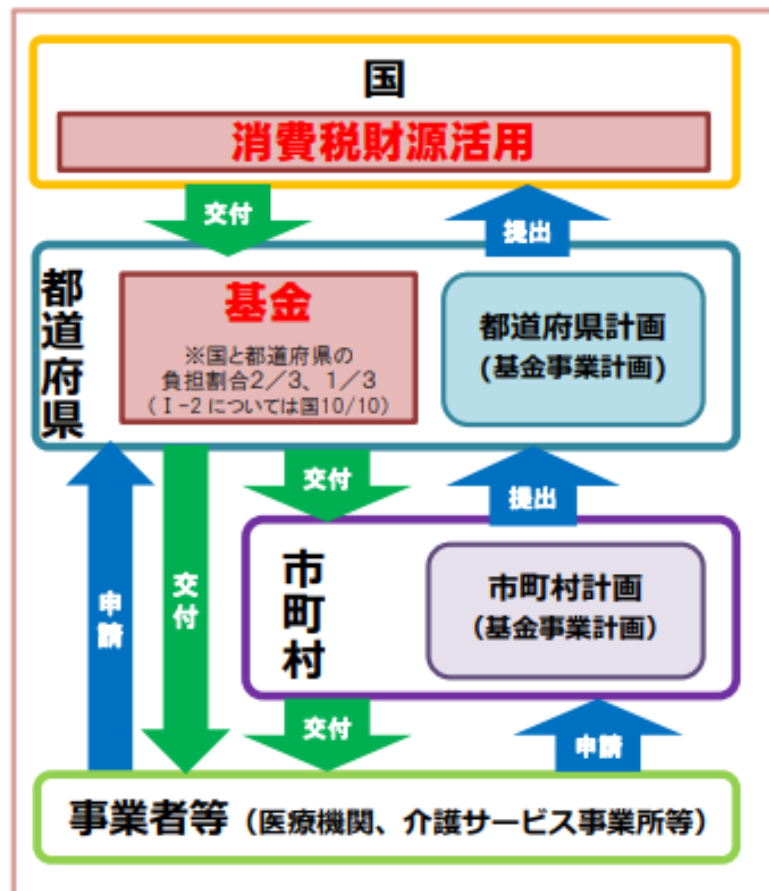 国
消費税財源活用
交付
提出
都道府県
基金
※国と都道府県の
負担割合2/3、1/3
(Ⅰ-2については国10/10)
都道府県計画
(基金事業計画)
申請
交付
交付
提出
市町村
市町村計画
(基金事業計画)
交付
申請
事業者等(医療機関、介護サービス事業所等)